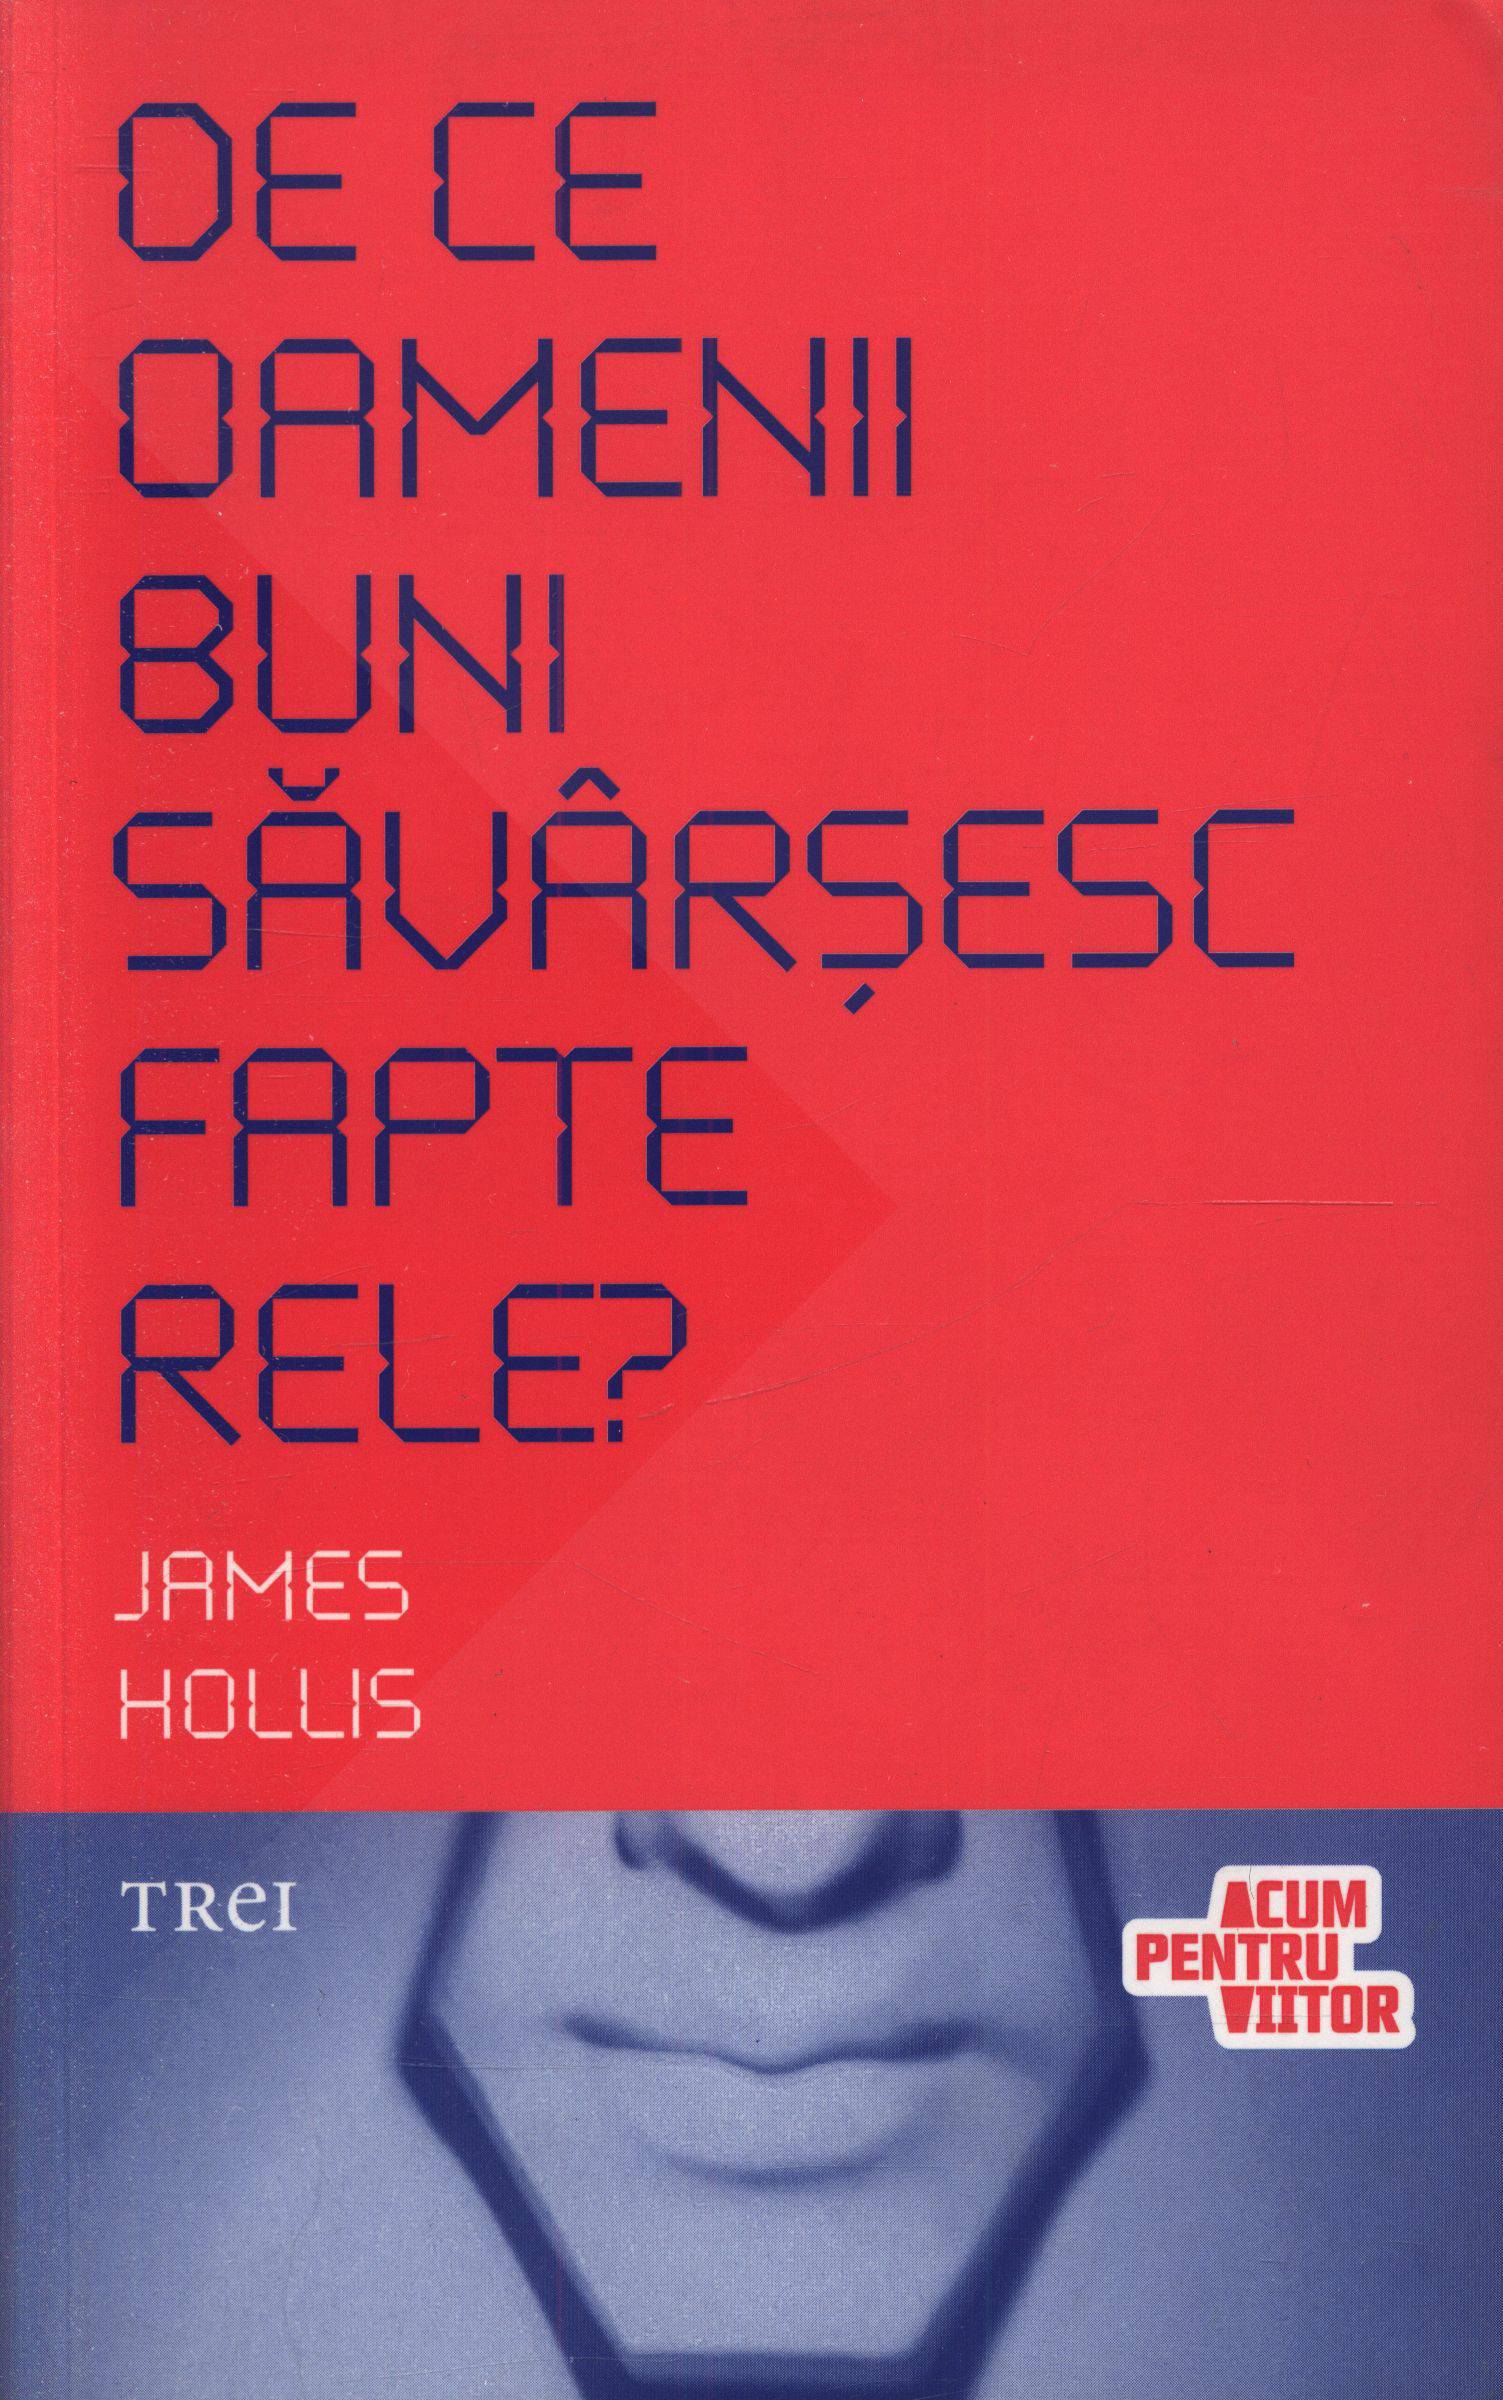 DE CE
OAMENII
BUNI
SĂVÂRȘESC
FAPTE
RELE?
JAMES
HOLLIS
TReI
ACUM
PENTRU
VIITOR